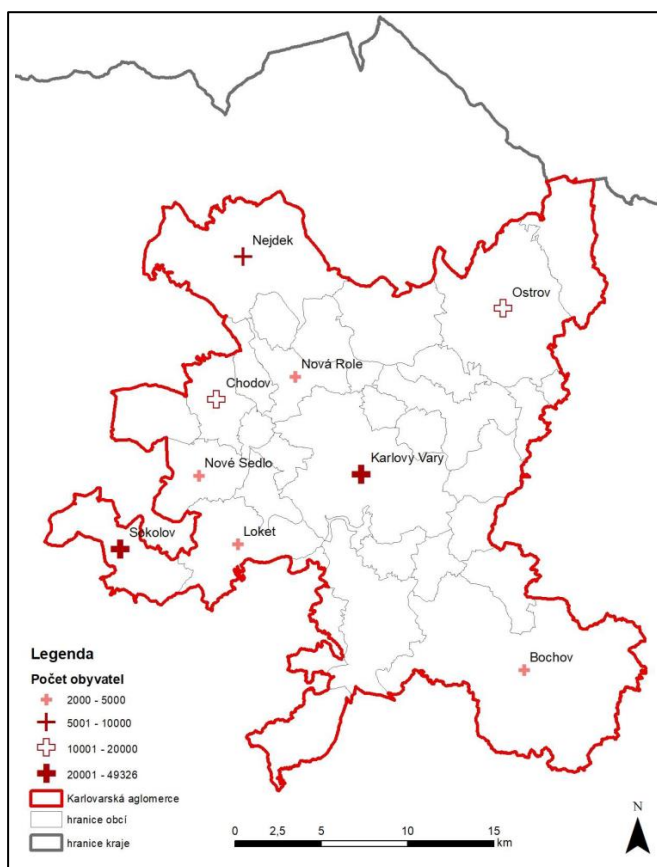 Nejdek
Ostrov
Nová Role
Chodov
Karlovy Vary
Nové Sedlo
Sokolov
Loket
Bochov
Legenda
Počet obyvatel
2000 - 5000
5001 - 10000
10001 - 20000
20001 - 49326
Karlovarská aglomerce
hranice obcí
hranice kraje
0 2,5 5 10 15
km
N